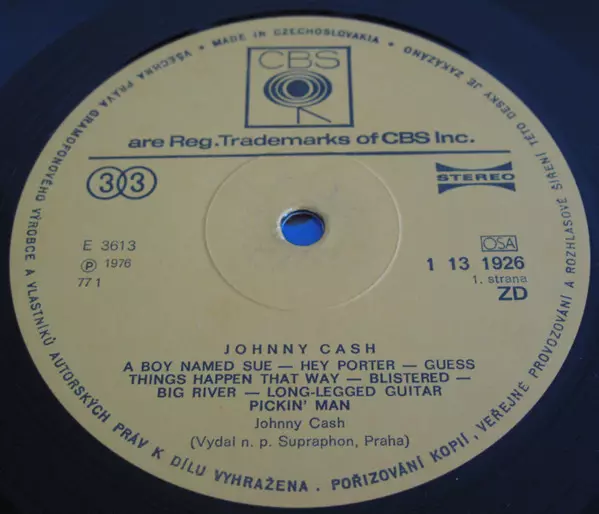 MADE IN CZECHOSLOVAKIA • VŠECHNA PRÁVA GRAMOFONOVÉHO VÝROBCE A VLASTNÍKŮ AUTORSKÝCH PRÁV K DÍLU VYHRAŽENA . POŘIZOVÁNÍ KOPIÍ , VEŘEJNÉ PROVOZOVÁNÍ A ROZHLASOVÉ ŠÍŘENÍ TÉTO DESKY JE ZAKÁZÁNO •
CBS
are Reg.Trademarks of CBS Inc.
33
STEREO
E 3613
Ⓟ 1976
77 1
OSA
1 13 1926
1. strana
ZD
JOHNNY CASH
A BOY NAMED SUE — HEY PORTER — GUESS
THINGS HAPPEN THAT WAY — BLISTERED —
BIG RIVER — LONG-LEGGED GUITAR
PICKIN' MAN
Johnny Cash
(Vydal n. p. Supraphon, Praha)